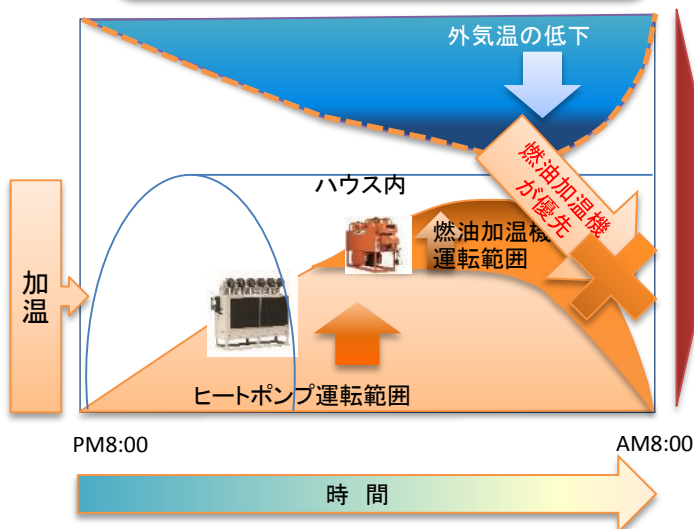 外気温の低下
燃油加温機
が優先
ハウス内
燃油加温機
運転範囲
加温
ヒートポンプ運転範囲
PM8:00
AM8:00
時 間